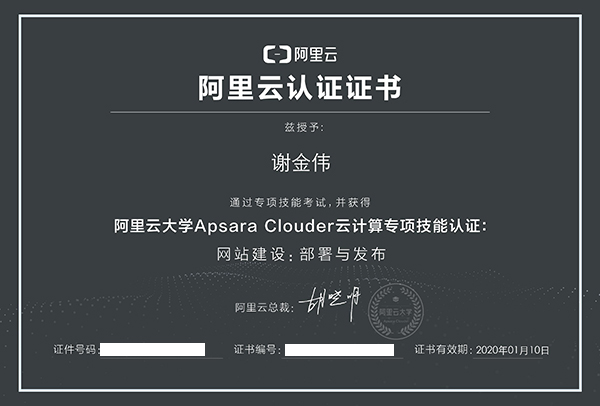 阿里云
阿里云认证证书
兹授予:
谢金伟
通过专项技能考试,并获得
阿里云大学Apsara Clouder云计算专项技能认证:
网站建设:部署与发布
阿里云总裁: 胡晓明
阿里云大学
证件号码: 证书编号: 证书有效期: 2020年01月10日